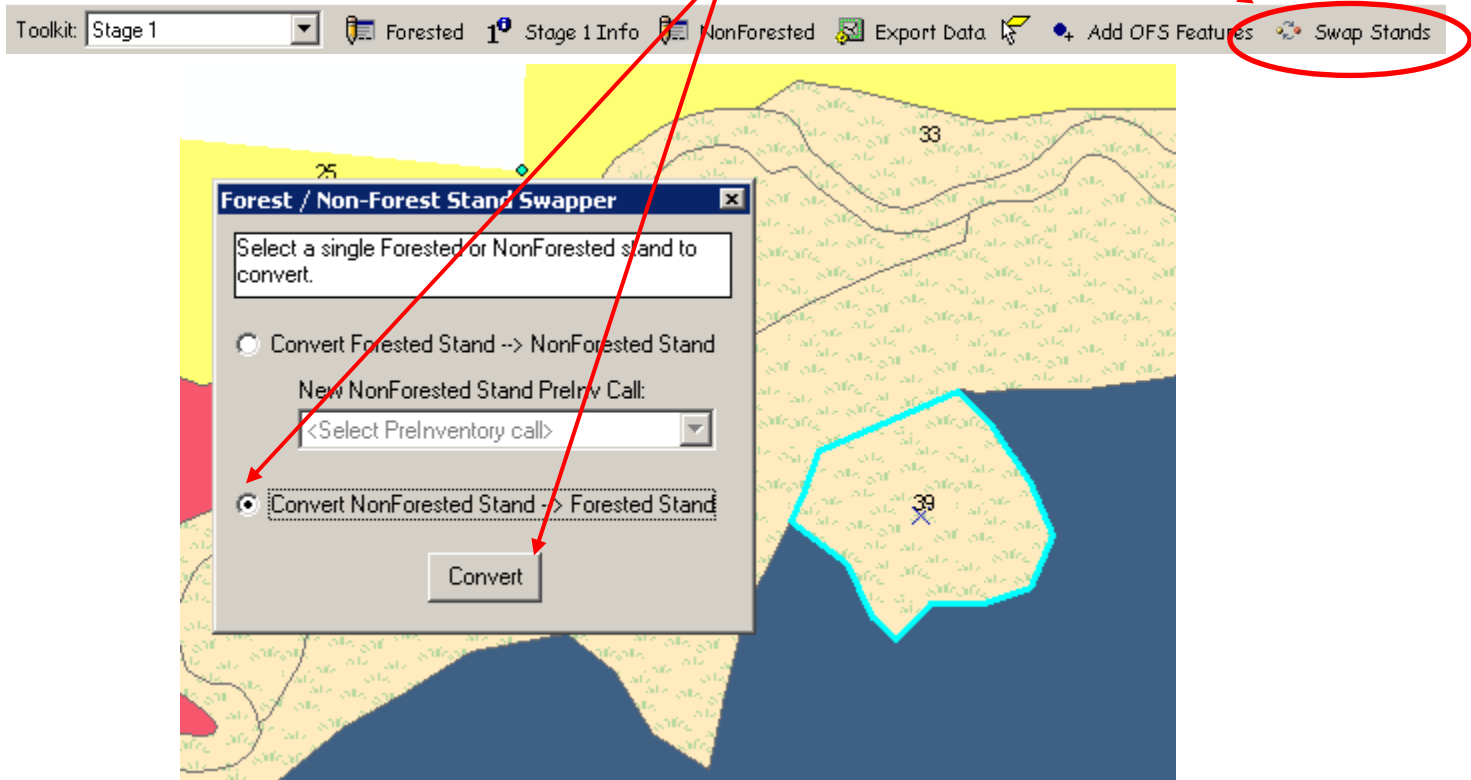 Toolkit: Stage 1 Forested 1⁰ Stage 1 Info NonForested Export Data Add OFS Features Swap Stands
33
25
Forest / Non-Forest Stand Swapper
Select a single Forested or NonForested stand to
convert.
Convert Forested Stand --> NonForested Stand
New NonForested Stand PreInv Call:
<Select PreInventory call>
Convert NonForested Stand --> Forested Stand
39
Convert